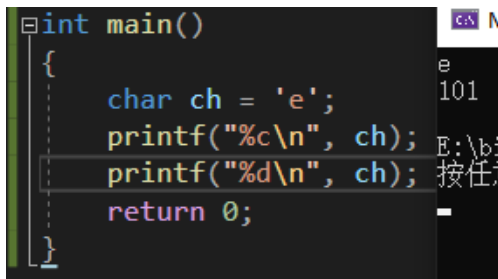 int main()
{
char ch = 'e';
printf("%c\n", ch);
printf("%d\n", ch);
return 0;
}
e
101
E:\b
按任